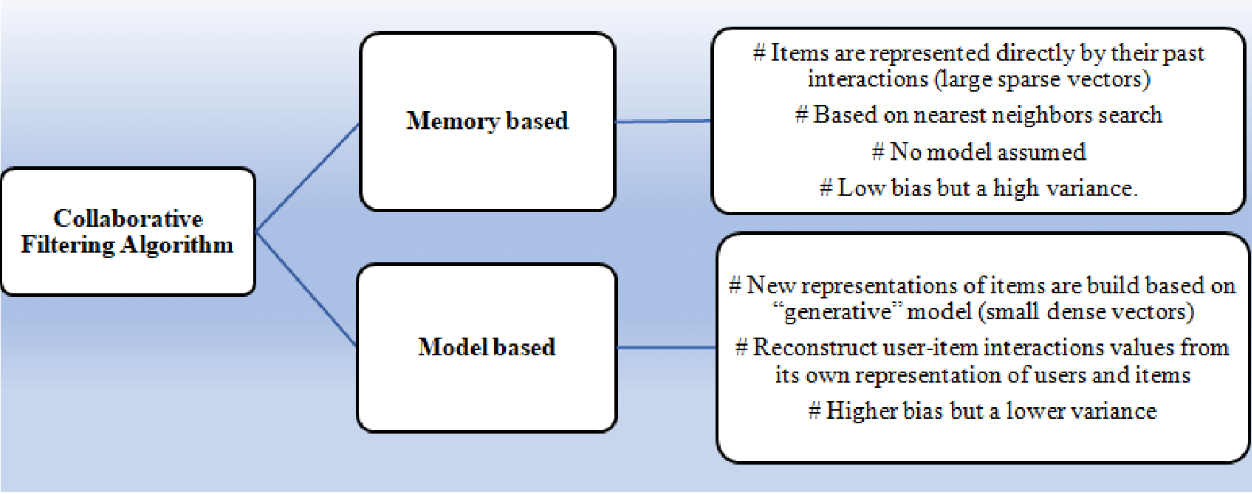 Collaborative
Filtering Algorithm
Memory based
# Items are represented directly by their past
interactions (large sparse vectors)
# Based on nearest neighbors search
# No model assumed
# Low bias but a high variance.
Model based
# New representations of items are build based on
“generative” model (small dense vectors)
# Reconstruct user-item interactions values from
its own representation of users and items
# Higher bias but a lower variance